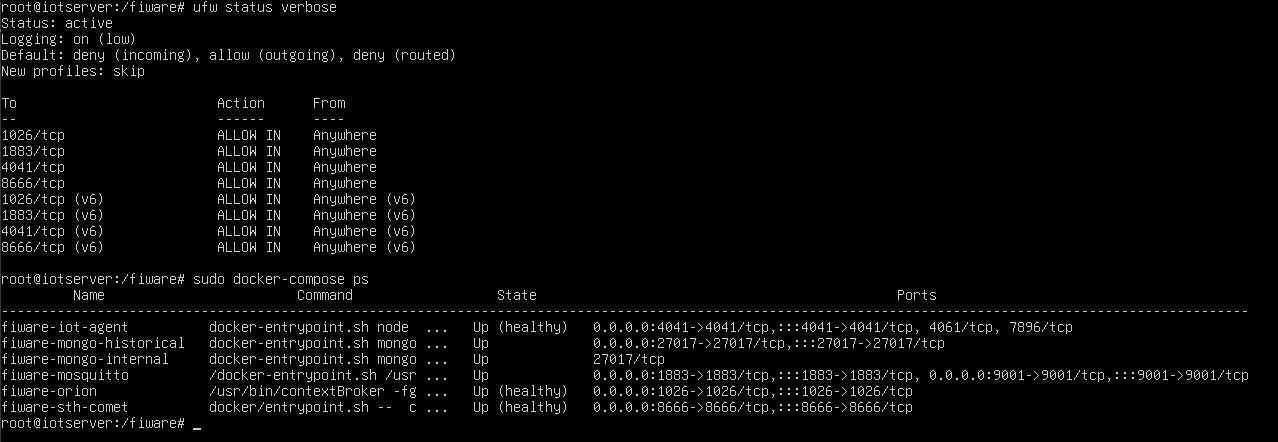 root@iotserver:/fiware# ufw status verbose
Status: active
Logging: on (low)
Default: deny (incoming), allow (outgoing), deny (routed)
New profiles: skip
To                         Action      From
--                         ------      ----
1026/tcp                   ALLOW IN    Anywhere
1883/tcp                   ALLOW IN    Anywhere
4041/tcp                   ALLOW IN    Anywhere
8666/tcp                   ALLOW IN    Anywhere
1026/tcp (v6)              ALLOW IN    Anywhere (v6)
1883/tcp (v6)              ALLOW IN    Anywhere (v6)
4041/tcp (v6)              ALLOW IN    Anywhere (v6)
8666/tcp (v6)              ALLOW IN    Anywhere (v6)
root@iotserver:/fiware# sudo docker-compose ps
Name                        Command                  State                                             Ports
------------------------------------------------------------------------------------------------------------------------------------------------------------
fiware-iot-agent          docker-entrypoint.sh node  ...   Up (healthy)   0.0.0.0:4041->4041/tcp,:::4041->4041/tcp, 4061/tcp, 7896/tcp
fiware-mongo-historical   docker-entrypoint.sh mongo ...   Up             0.0.0.0:27017->27017/tcp,:::27017->27017/tcp
fiware-mongo-internal     docker-entrypoint.sh mongo ...   Up             27017/tcp
fiware-mosquitto          /docker-entrypoint.sh /usr ...   Up             0.0.0.0:1883->1883/tcp,:::1883->1883/tcp, 0.0.0.0:9001->9001/tcp,:::9001->9001/tcp
fiware-orion              /usr/bin/contextBroker -fg ...   Up (healthy)   0.0.0.0:1026->1026/tcp,:::1026->1026/tcp
fiware-sth-comet          docker/entrypoint.sh --  c ...   Up (healthy)   0.0.0.0:8666->8666/tcp,:::8666->8666/tcp
root@iotserver:/fiware# _